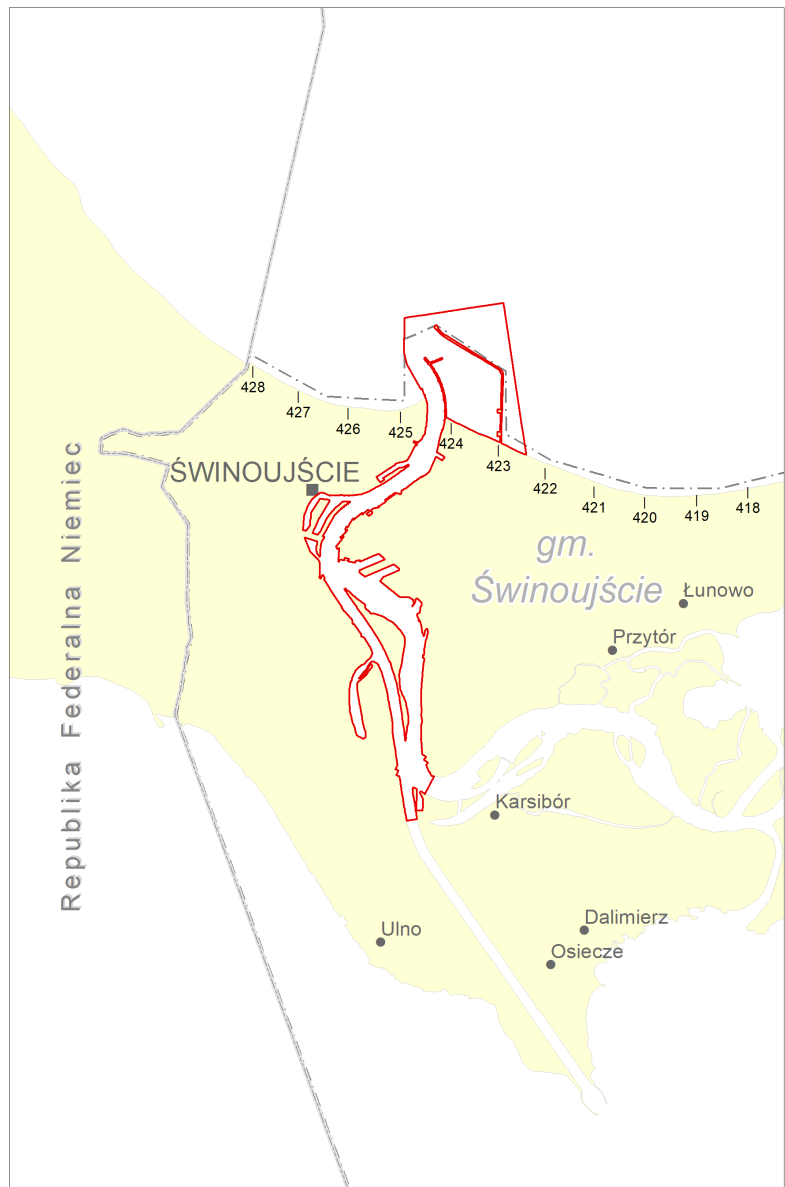 428
427
426
425
424
423
422
421
420
419
418
ŚWINOUJŚCIE
gm.
Świnoujście
Łunowo
Przytór
Republika Federalna Niemiec
Karsibór
Ulno
Dalimierz
Osiecze